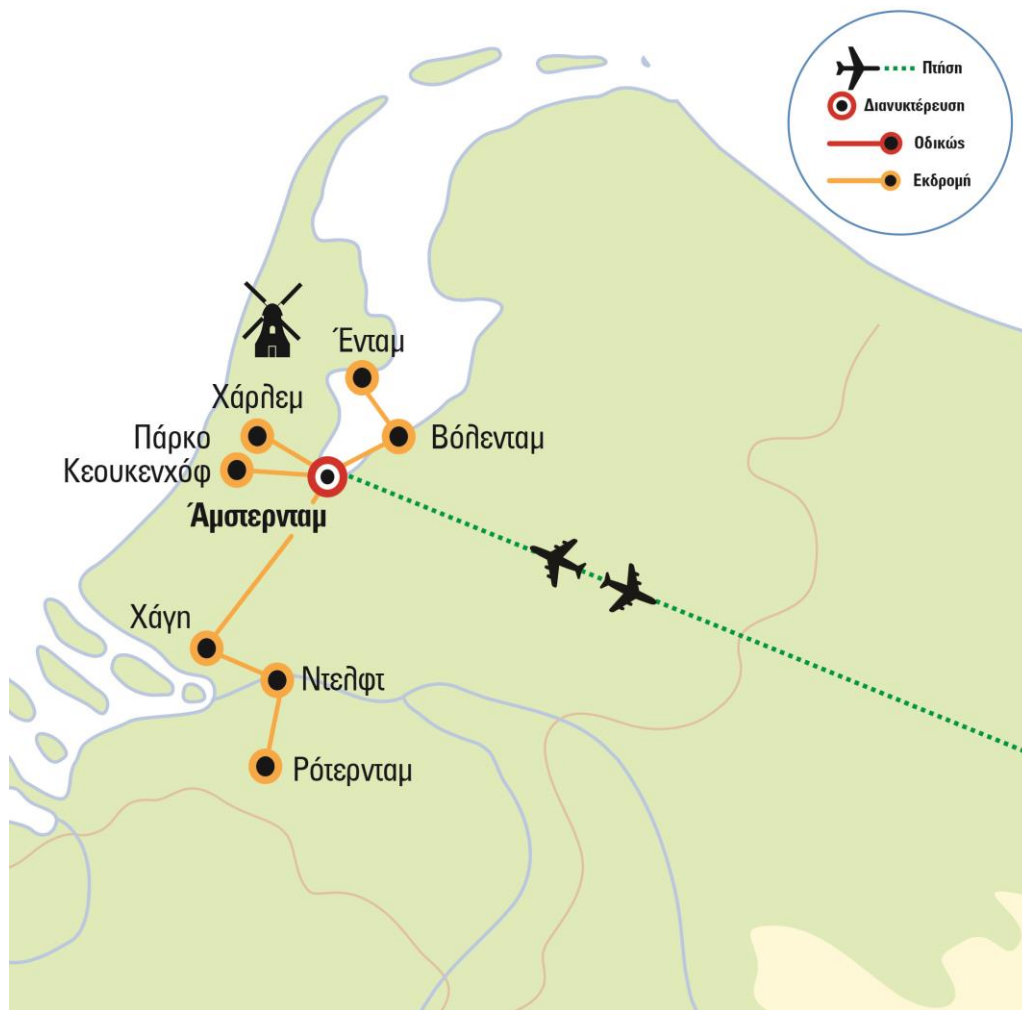 Πτήση
Διανυκτέρευση
Οδικώς
Εκδρομή
Ένταμ
Χάρλεμ
Βόλενταμ
Πάρκο
Κεουκενχόφ
Άμστερνταμ
Χάγη
Ντελφτ
Ρότερνταμ